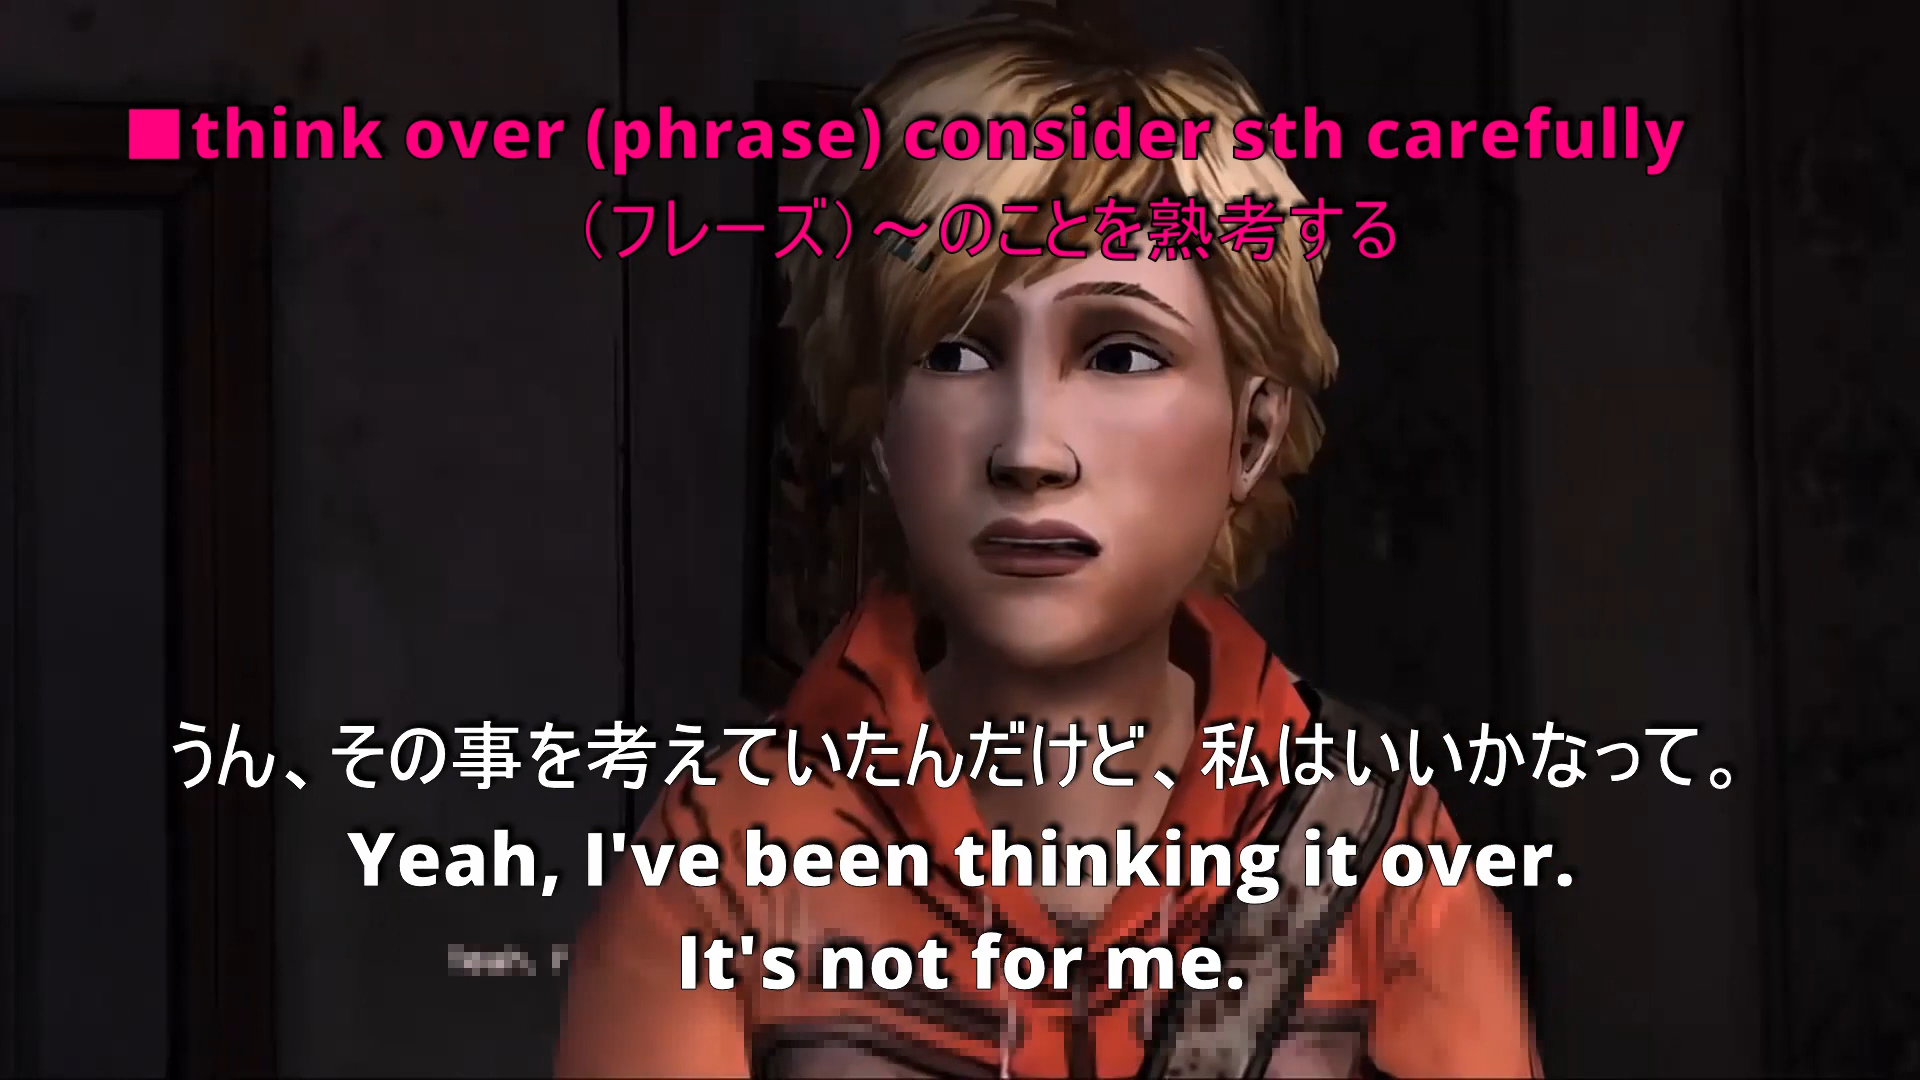 ■think over (phrase) consider sth carefully
（フレーズ）～のことを熟考する
うん、その事を考えていたんだけど、私はいいかなって。
Yeah, I've been thinking it over.
It's not for me.